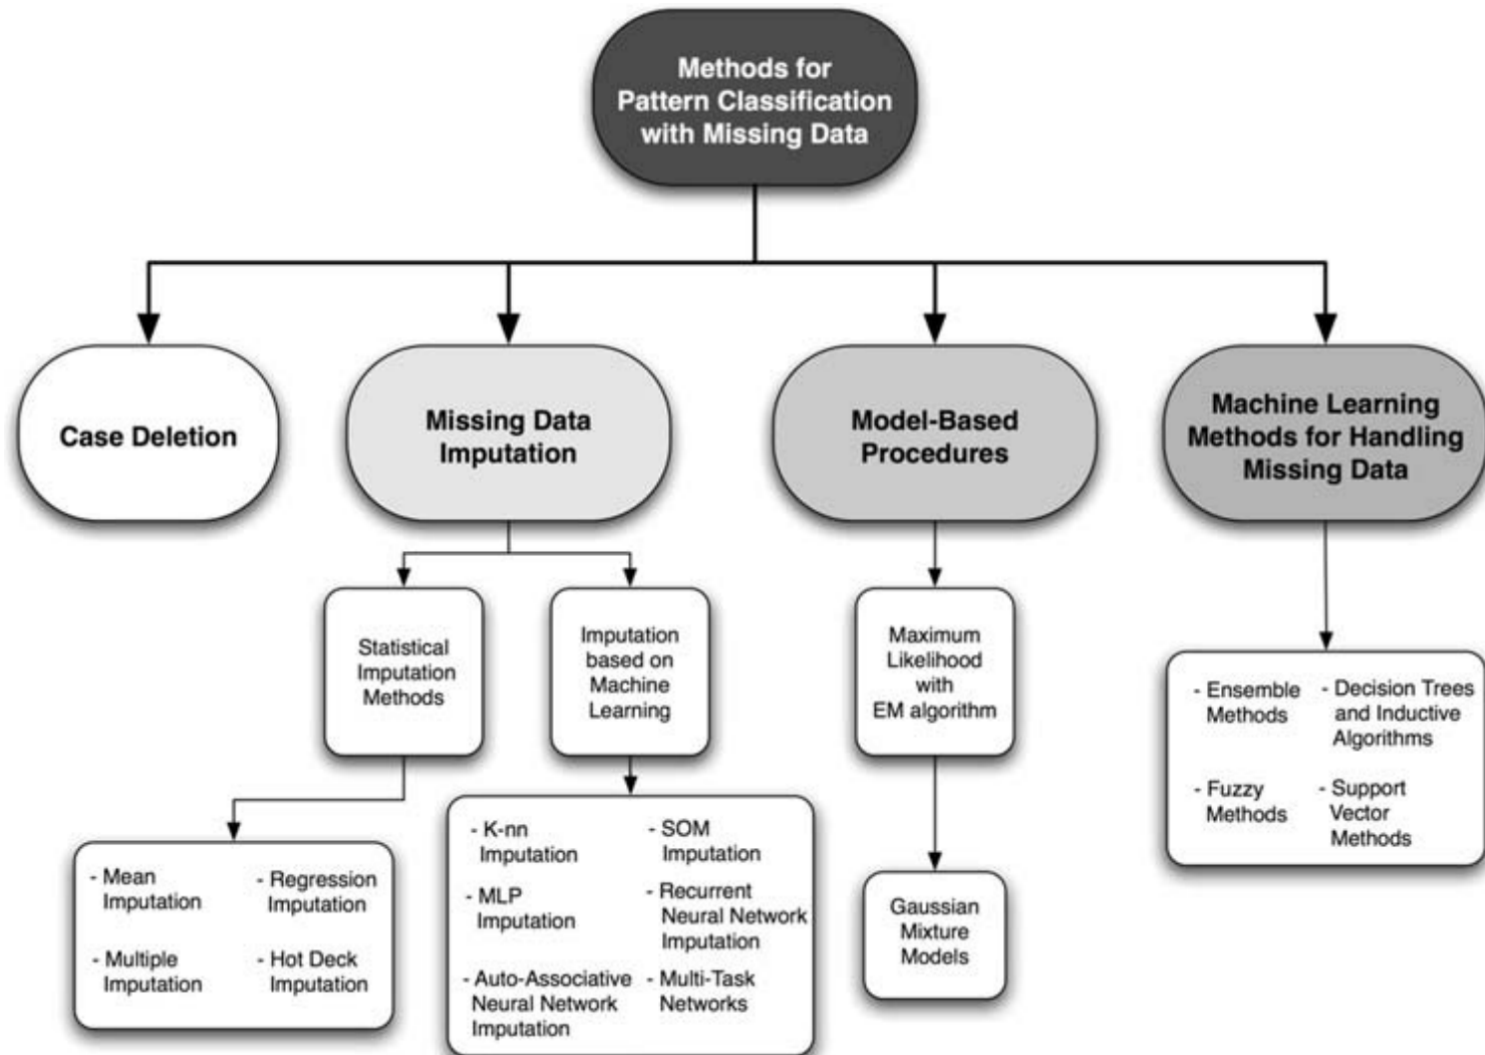 Methods for
Pattern Classification
with Missing Data
Case Deletion
Missing Data
Imputation
Model-Based
Procedures
Machine Learning
Methods for Handling
Missing Data
Statistical
Imputation
Methods
Imputation
based on
Machine
Learning
Maximum
Likelihood
with
EM algorithm
- Ensemble
Methods
- Decision Trees
and Inductive
Algorithms
- Fuzzy
Methods
- Support
Vector
Methods
- Mean
Imputation
- Regression
Imputation
- Multiple
Imputation
- Hot Deck
Imputation
- K-nn
Imputation
- SOM
Imputation
- MLP
Imputation
- Recurrent
Neural Network
Imputation
- Auto-Associative
Neural Network
Imputation
- Multi-Task
Networks
Gaussian
Mixture
Models